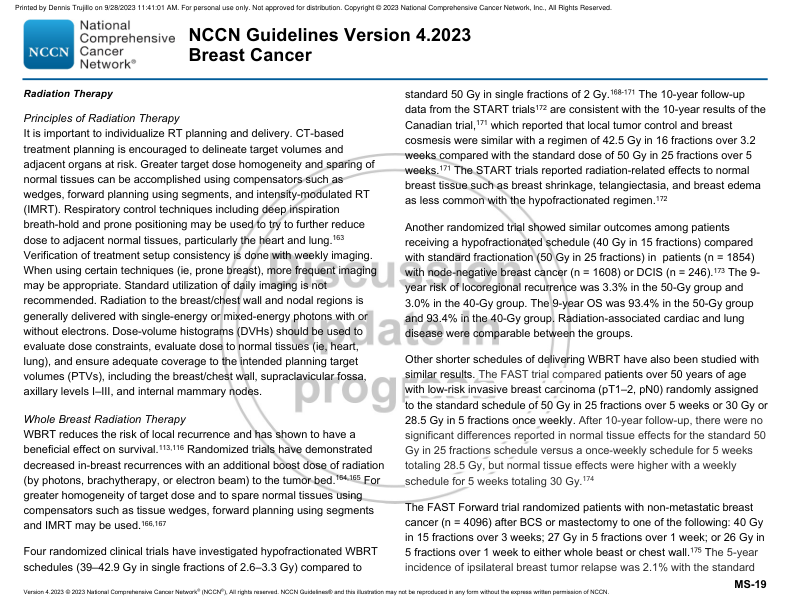 Printed by Dennis Trujillo on 9/28/2023 11:41:01 AM. For personal use only. Not approved for distribution. Copyright © 2023 National Comprehensive Cancer Network, Inc., All Rights Reserved.
NCCN
National
Comprehensive
Cancer
Network®
NCCN Guidelines Version 4.2023
Breast Cancer
Radiation Therapy
Principles of Radiation Therapy
It is important to individualize RT planning and delivery. CT-based
treatment planning is encouraged to delineate target volumes and
adjacent organs at risk. Greater target dose homogeneity and sparing of
normal tissues can be accomplished using compensators such as
wedges, forward planning using segments, and intensity-modulated RT
(IMRT). Respiratory control techniques including deep inspiration
breath-hold and prone positioning may be used to try to further reduce
dose to adjacent normal tissues, particularly the heart and lung.163
Verification of treatment setup consistency is done with weekly imaging.
When using certain techniques (ie, prone breast), more frequent imaging
may be appropriate. Standard utilization of daily imaging is not
recommended. Radiation to the breast/chest wall and nodal regions is
generally delivered with single-energy or mixed-energy photons with or
without electrons. Dose-volume histograms (DVHs) should be used to
evaluate dose constraints, evaluate dose to normal tissues (ie, heart,
lung), and ensure adequate coverage to the intended planning target
volumes (PTVs), including the breast/chest wall, supraclavicular fossa,
axillary levels I–III, and internal mammary nodes.
Whole Breast Radiation Therapy
WBRT reduces the risk of local recurrence and has shown to have a
beneficial effect on survival.113,116 Randomized trials have demonstrated
decreased in-breast recurrences with an additional boost dose of radiation
(by photons, brachytherapy, or electron beam) to the tumor bed.164,165 For
greater homogeneity of target dose and to spare normal tissues using
compensators such as tissue wedges, forward planning using segments
and IMRT may be used.166,167
Four randomized clinical trials have investigated hypofractionated WBRT
schedules (39–42.9 Gy in single fractions of 2.6–3.3 Gy) compared to
standard 50 Gy in single fractions of 2 Gy.168-171 The 10-year follow-up
data from the START trials172 are consistent with the 10-year results of the
Canadian trial,171 which reported that local tumor control and breast
cosmesis were similar with a regimen of 42.5 Gy in 16 fractions over 3.2
weeks compared with the standard dose of 50 Gy in 25 fractions over 5
weeks.171 The START trials reported radiation-related effects to normal
breast tissue such as breast shrinkage, telangiectasia, and breast edema
as less common with the hypofractionated regimen.172
Another randomized trial showed similar outcomes among patients
receiving a hypofractionated schedule (40 Gy in 15 fractions) compared
with standard fractionation (50 Gy in 25 fractions) in patients (n = 1854)
with node-negative breast cancer (n = 1608) or DCIS (n = 246).173 The 9-
year risk of locoregional recurrence was 3.3% in the 50-Gy group and
3.0% in the 40-Gy group. The 9-year OS was 93.4% in the 50-Gy group
and 93.4% in the 40-Gy group. Radiation-associated cardiac and lung
disease were comparable between the groups.
Other shorter schedules of delivering WBRT have also been studied with
similar results. The FAST trial compared patients over 50 years of age
with low-risk invasive breast carcinoma (pT1–2, pN0) randomly assigned
to the standard schedule of 50 Gy in 25 fractions over 5 weeks or 30 Gy or
28.5 Gy in 5 fractions once weekly. After 10-year follow-up, there were no
significant differences reported in normal tissue effects for the standard 50
Gy in 25 fractions schedule versus a once-weekly schedule for 5 weeks
totaling 28.5 Gy, but normal tissue effects were higher with a weekly
schedule for 5 weeks totaling 30 Gy.174
The FAST Forward trial randomized patients with non-metastatic breast
cancer (n = 4096) after BCS or mastectomy to one of the following: 40 Gy
in 15 fractions over 3 weeks; 27 Gy in 5 fractions over 1 week; or 26 Gy in
5 fractions over 1 week to either whole beast or chest wall.175 The 5-year
incidence of ipsilateral breast tumor relapse was 2.1% with the standard
Discussion
update in
progress
MS-19
Version 4.2023 © 2023 National Comprehensive Cancer Network® (NCCN®), All rights reserved. NCCN Guidelines® and this illustration may not be reproduced in any form without the express written permission of NCCN.